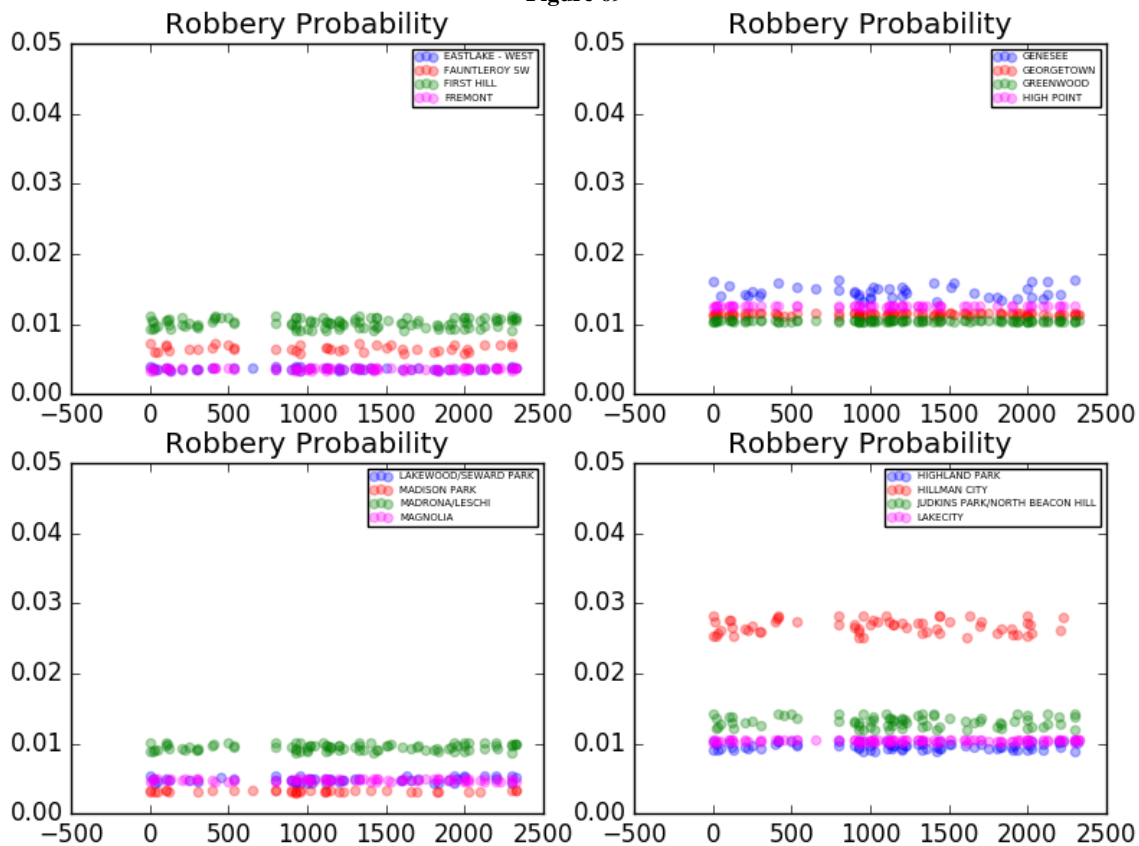 Robbery Probability
0.05
0.04
0.03
0.02
0.01
0.00
−500 0 500 1000 1500 2000 2500
EASTLAKE - WEST
FAUNTLEROY SW
FIRST HILL
FREMONT
Robbery Probability
0.05
0.04
0.03
0.02
0.01
0.00
−500 0 500 1000 1500 2000 2500
GENESEE
GEORGETOWN
GREENWOOD
HIGH POINT
Robbery Probability
0.05
0.04
0.03
0.02
0.01
0.00
−500 0 500 1000 1500 2000 2500
LAKEWOOD/SEWARD PARK
MADISON PARK
MADRONA/LESCHI
MAGNOLIA
Robbery Probability
0.05
0.04
0.03
0.02
0.01
0.00
−500 0 500 1000 1500 2000 2500
HIGHLAND PARK
HILLMAN CITY
JUDKINS PARK/NORTH BEACON HILL
LAKECITY